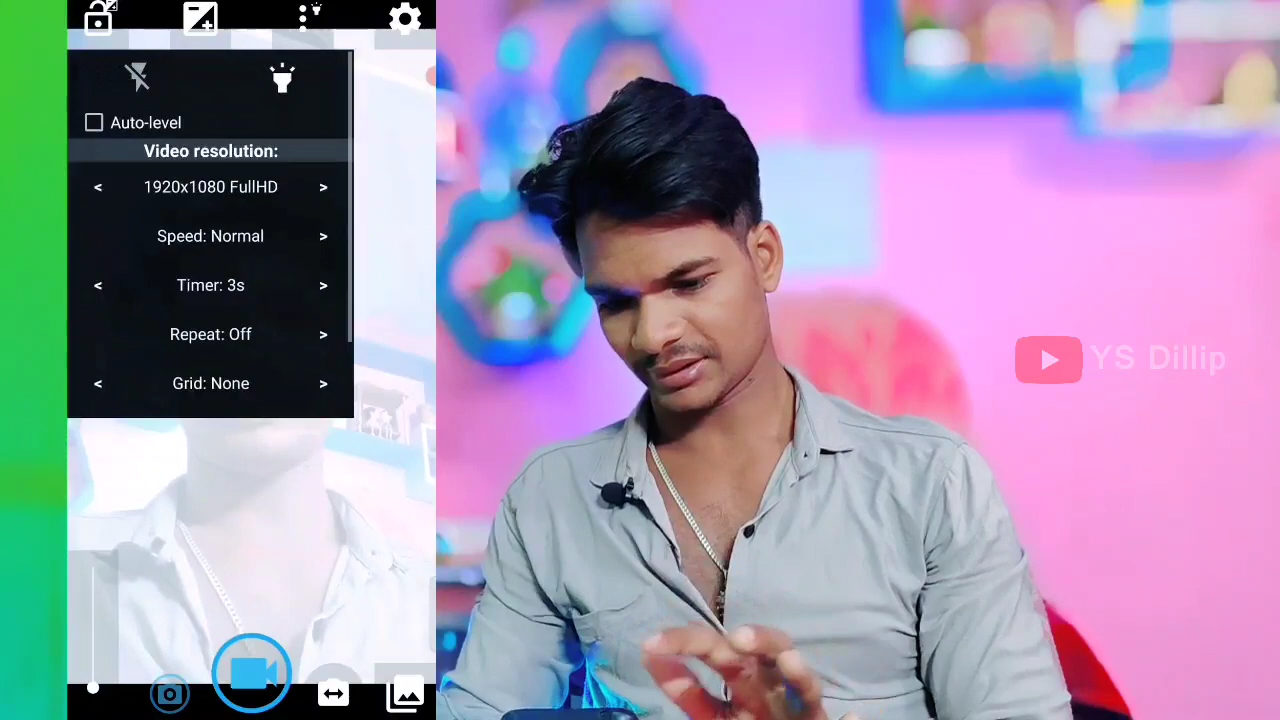 Auto-level
Video resolution:
< 1920x1080 FullHD >
Speed: Normal >
< Timer: 3s >
Repeat: Off >
< Grid: None >
YS Dillip